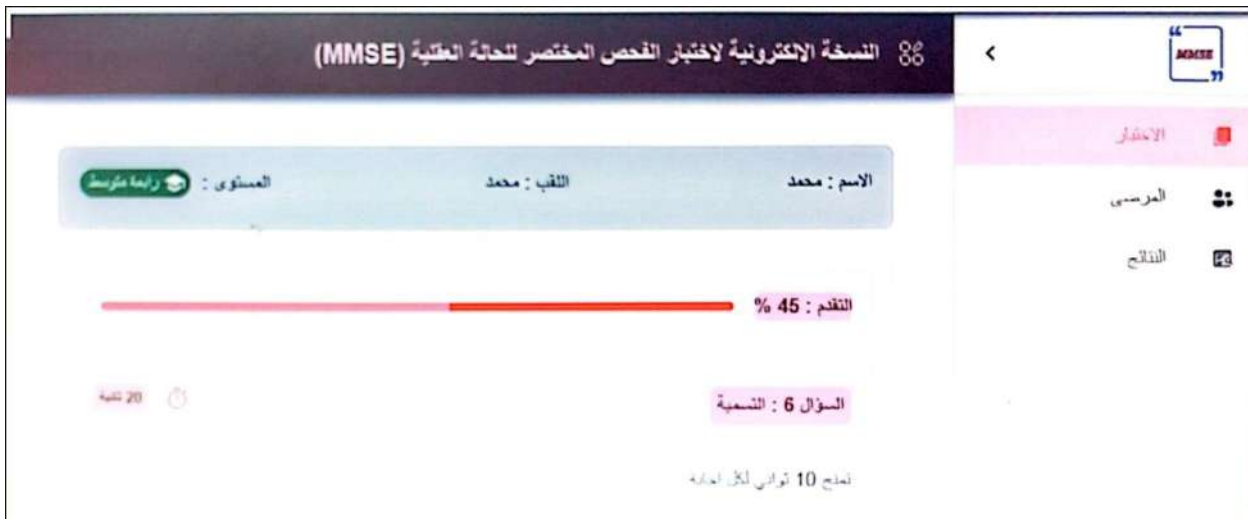 MMSE
النسخة الإلكترونية لاختبار الفحص المختصر للحالة العقلية (MMSE)
الاختبار
المرضى
النتائج
الاسم : محمد
اللقب : محمد
المستوى : رابعة متوسط
التقدم : 45 %
السؤال 6 : التسمية
20 ثانية
تمنح 10 ثواني لكل اجابة